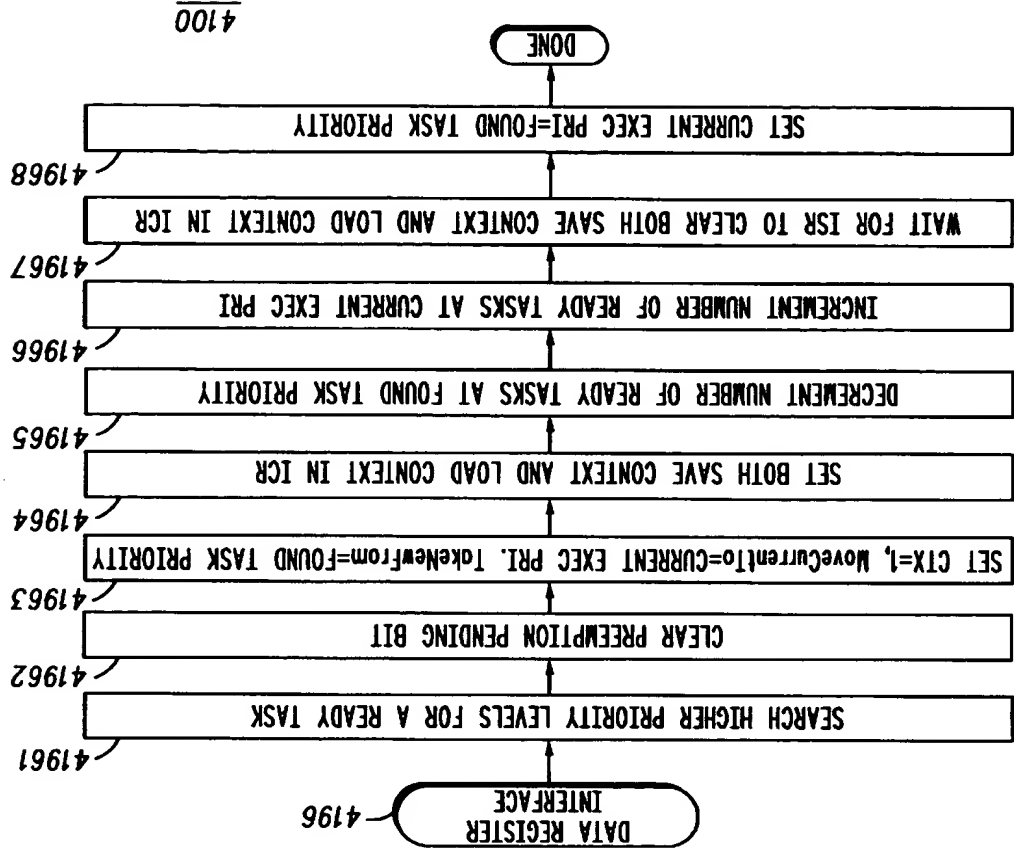 DATA REGISTER
INTERFACE
4196
SEARCH HIGHER PRIORITY LEVELS FOR A READY TASK
41961
CLEAR PREEMPTION PENDING BIT
41962
SET CTX=1, MoveCurrentTo=CURRENT EXEC PRI. TakeNewFrom=FOUND TASK PRIORITY
41963
SET BOTH SAVE CONTEXT AND LOAD CONTEXT IN ICR
41964
DECREMENT NUMBER OF READY TASKS AT FOUND TASK PRIORITY
41965
INCREMENT NUMBER OF READY TASKS AT CURRENT EXEC PRI
41966
WAIT FOR ISR TO CLEAR BOTH SAVE CONTEXT AND LOAD CONTEXT IN ICR
41967
SET CURRENT EXEC PRI=FOUND TASK PRIORITY
41968
DONE
4100